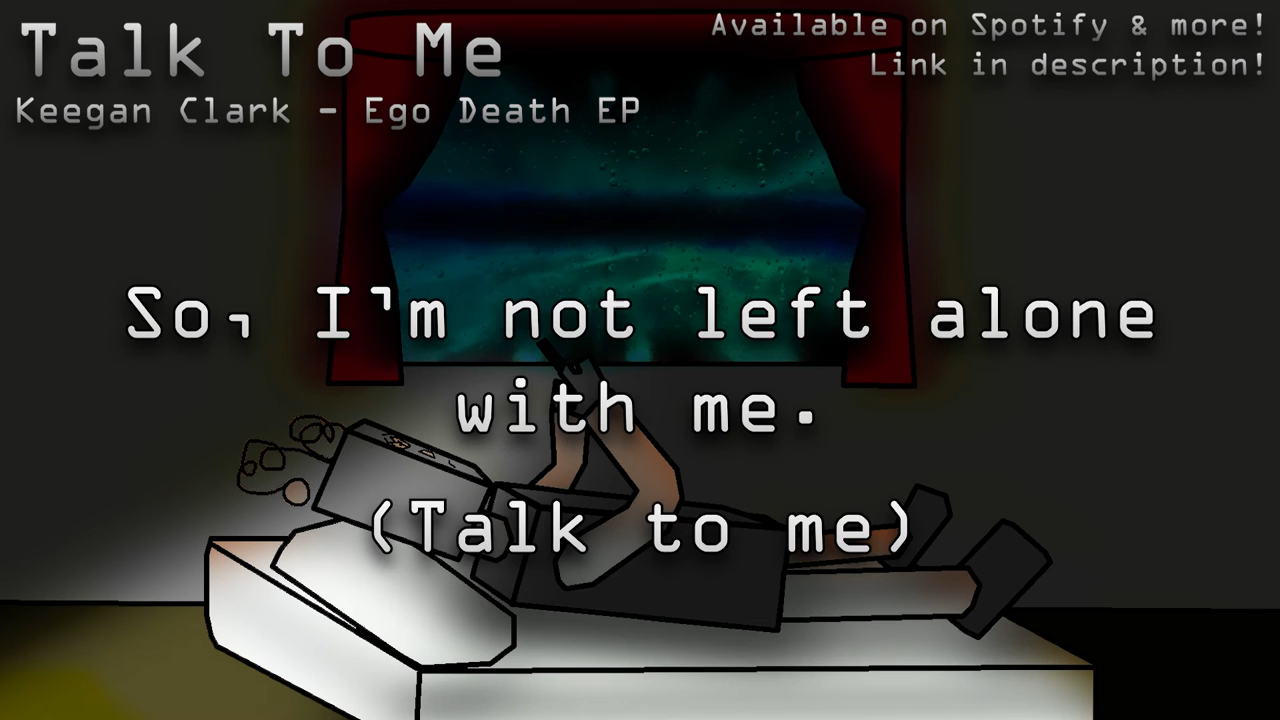 Talk To Me
Keegan Clark - Ego Death EP
Available on Spotify & more!
Link in description!
So, I'm not left alone
with me.
(Talk to me)